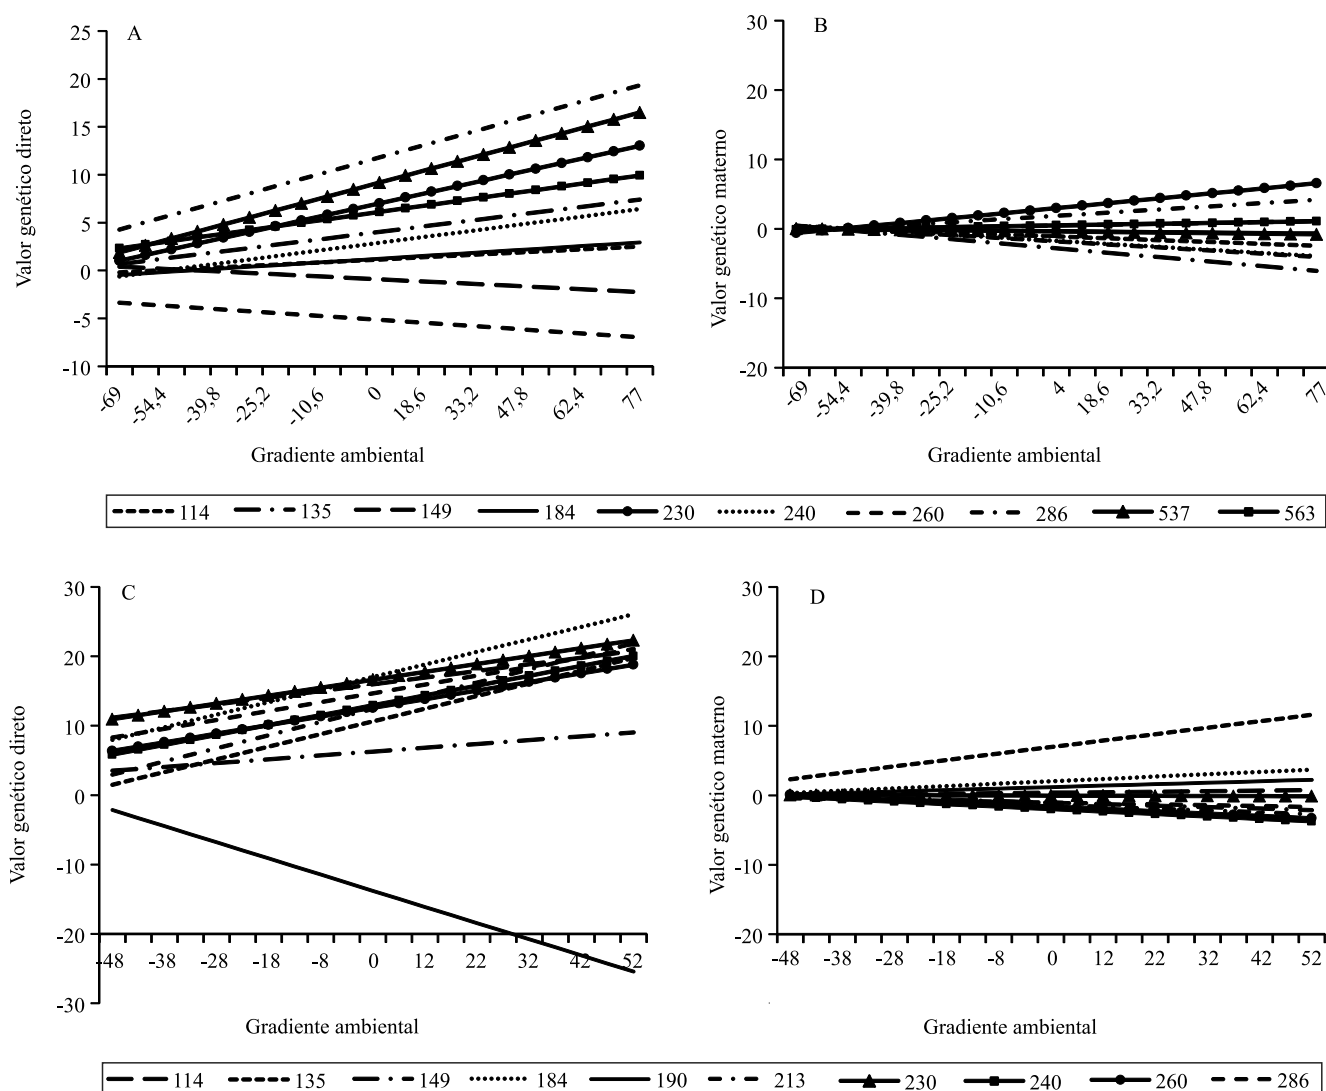 A
Valor genético direto
25
20
15
10
5
0
-5
-10
-69 -54,4 -39,8 -25,2 -10,6 0 18,6 33,2 47,8 62,4 77
Gradiente ambiental
B
Valor genético materno
30
20
10
0
-10
-20
-69 -54,4 -39,8 -25,2 -10,6 4 18,6 33,2 47,8 62,4 77
Gradiente ambiental
114 135 149 184 230 240 260 286 537 563
C
Valor genético direto
30
20
10
0
-10
-20
-30
-48 -38 -28 -18 -8 0 12 22 32 42 52
Gradiente ambiental
D
Valor genético materno
30
20
10
0
-10
-20
-48 -38 -28 -18 -8 0 12 22 32 42 52
Gradiente ambiental
114 135 149 184 190 213 230 240 260 286